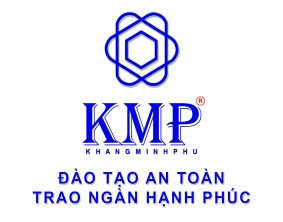 KMP®
KHANGMINHPHU
ĐÀO TẠO AN TOÀN
TRAO NGÀN HẠNH PHÚC